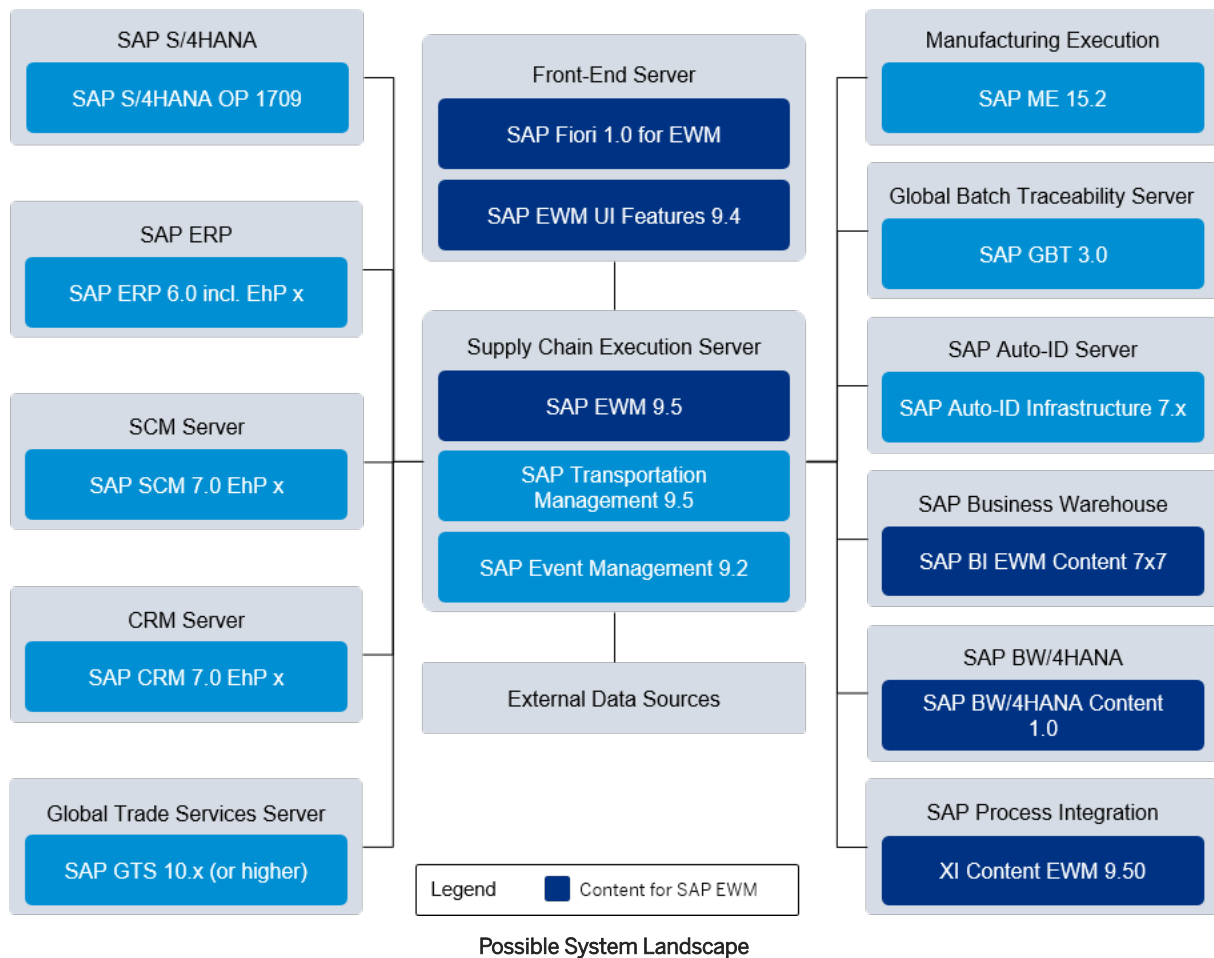 SAP S/4HANA
SAP S/4HANA OP 1709
SAP ERP
SAP ERP 6.0 incl. EhP x
SCM Server
SAP SCM 7.0 EhP x
CRM Server
SAP CRM 7.0 EhP x
Global Trade Services Server
SAP GTS 10.x (or higher)
Front-End Server
SAP Fiori 1.0 for EWM
SAP EWM UI Features 9.4
Supply Chain Execution Server
SAP EWM 9.5
SAP Transportation
Management 9.5
SAP Event Management 9.2
External Data Sources
Manufacturing Execution
SAP ME 15.2
Global Batch Traceability Server
SAP GBT 3.0
SAP Auto-ID Server
SAP Auto-ID Infrastructure 7.x
SAP Business Warehouse
SAP BI EWM Content 7x7
SAP BW/4HANA
SAP BW/4HANA Content
1.0
SAP Process Integration
XI Content EWM 9.50
Legend
Content for SAP EWM
Possible System Landscape